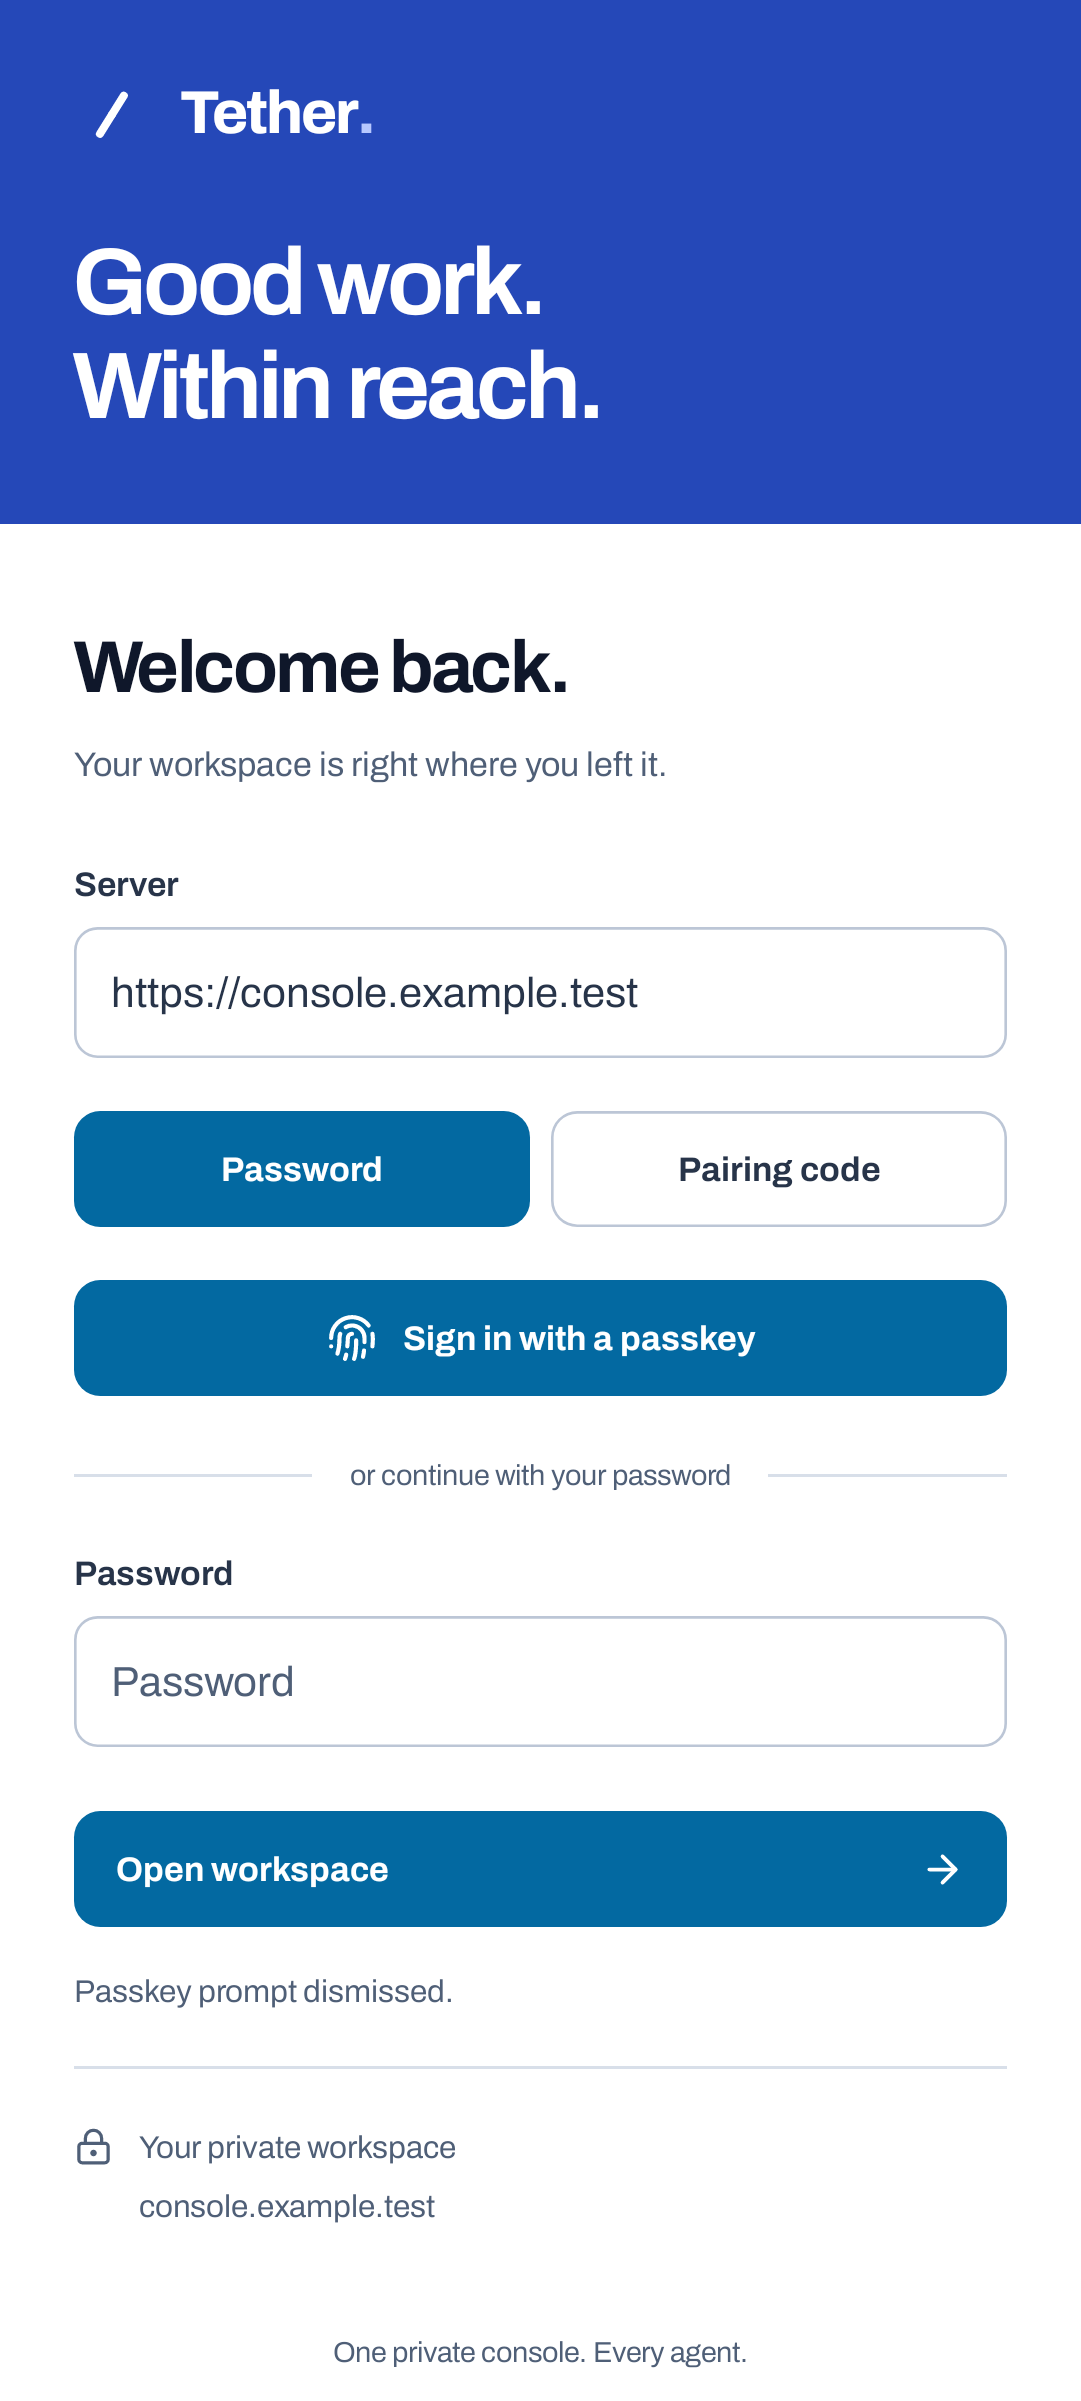 Tether.
Good work.
Within reach.
Welcome back.
Your workspace is right where you left it.
Server
https://console.example.test
Password
Pairing code
Sign in with a passkey
or continue with your password
Password
Password
Open workspace
Passkey prompt dismissed.
Your private workspace
console.example.test
One private console. Every agent.